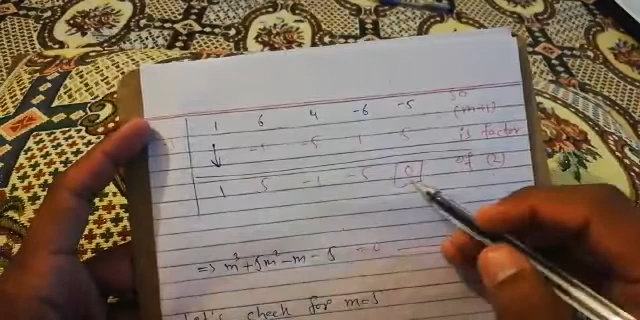 1 6 4 -6 -5 So
(m+1)
-1 -5 1 5 is factor
of (2)
1 5 -1 -5 0
=> m³+5m²-m-5 = 0
Let's check for m=5